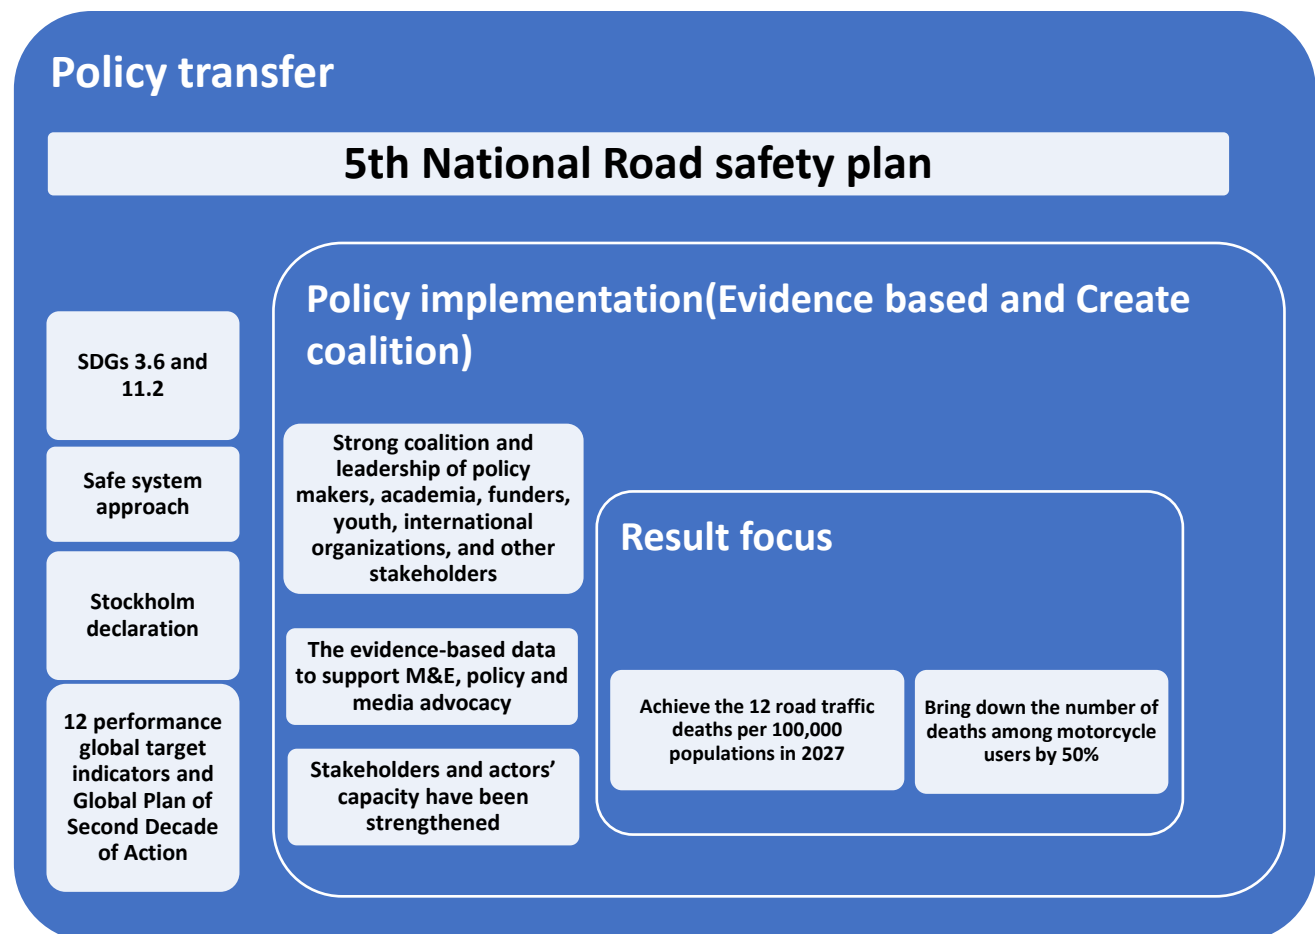 Policy transfer
5th National Road safety plan
SDGs 3.6 and
11.2
Safe system
approach
Stockholm
declaration
12 performance
global target
indicators and
Global Plan of
Second Decade
of Action
Policy implementation(Evidence based and Create
coalition)
Strong coalition and
leadership of policy
makers, academia, funders,
youth, international
organizations, and other
stakeholders
The evidence-based data
to support M&E, policy and
media advocacy
Stakeholders and actors’
capacity have been
strengthened
Result focus
Achieve the 12 road traffic
deaths per 100,000
populations in 2027
Bring down the number of
deaths among motorcycle
users by 50%